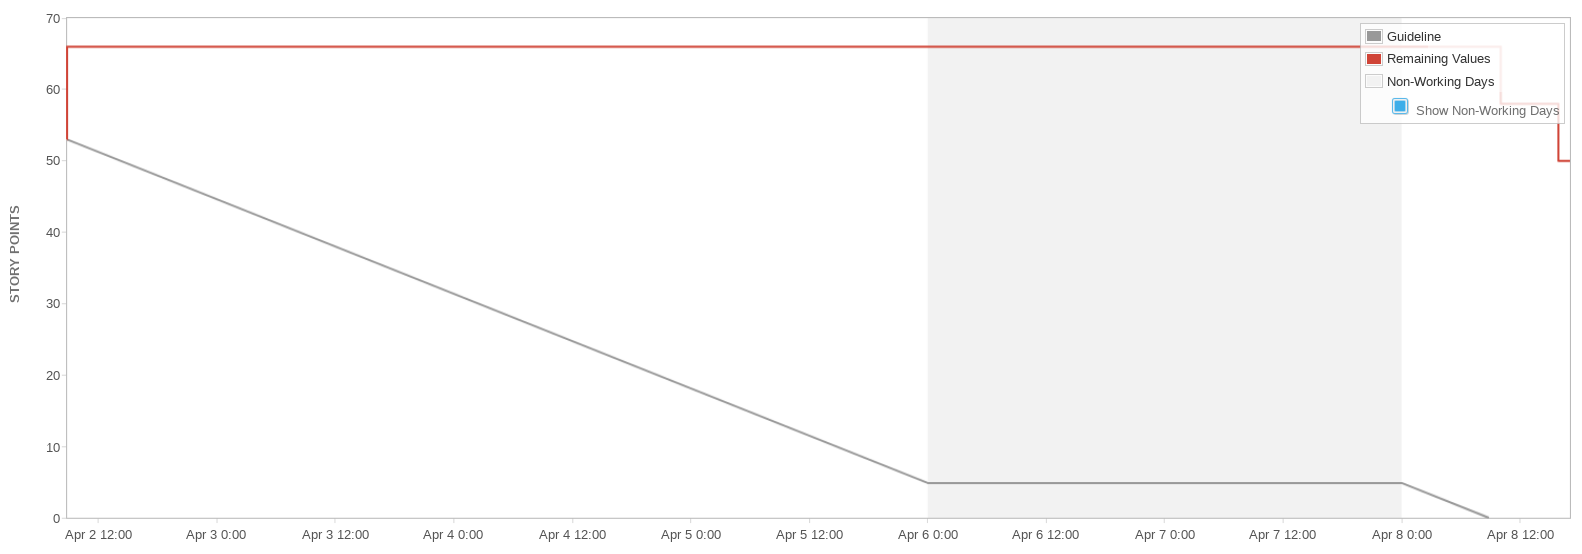 70
60
50
40
30
20
10
0
STORY POINTS
Guideline
Remaining Values
Non-Working Days
Show Non-Working Days
Apr 2 12:00 Apr 3 0:00 Apr 3 12:00 Apr 4 0:00 Apr 4 12:00 Apr 5 0:00 Apr 5 12:00 Apr 6 0:00 Apr 6 12:00 Apr 7 0:00 Apr 7 12:00 Apr 8 0:00 Apr 8 12:00